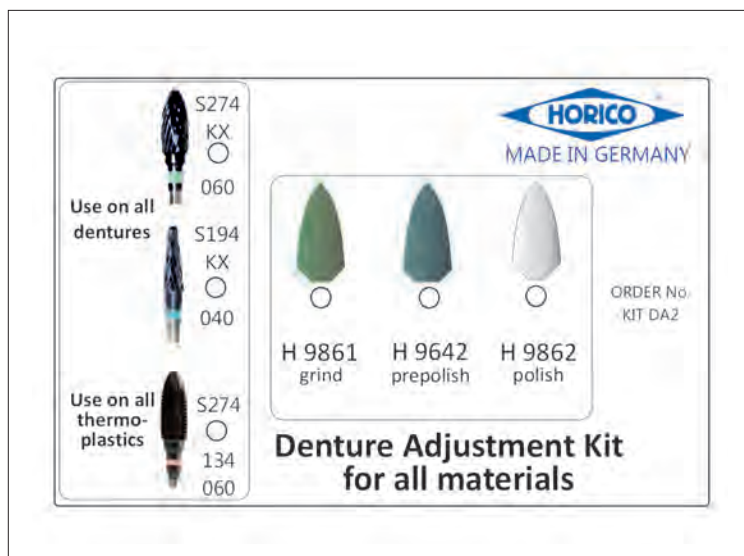 S274
KX
060
Use on all
dentures
S194
KX
040
Use on all
thermo-
plastics
S274
134
060
HORICO
MADE IN GERMANY
H 9861
grind
H 9642
prepolish
H 9862
polish
ORDER No.
KIT DA2
Denture Adjustment Kit
for all materials